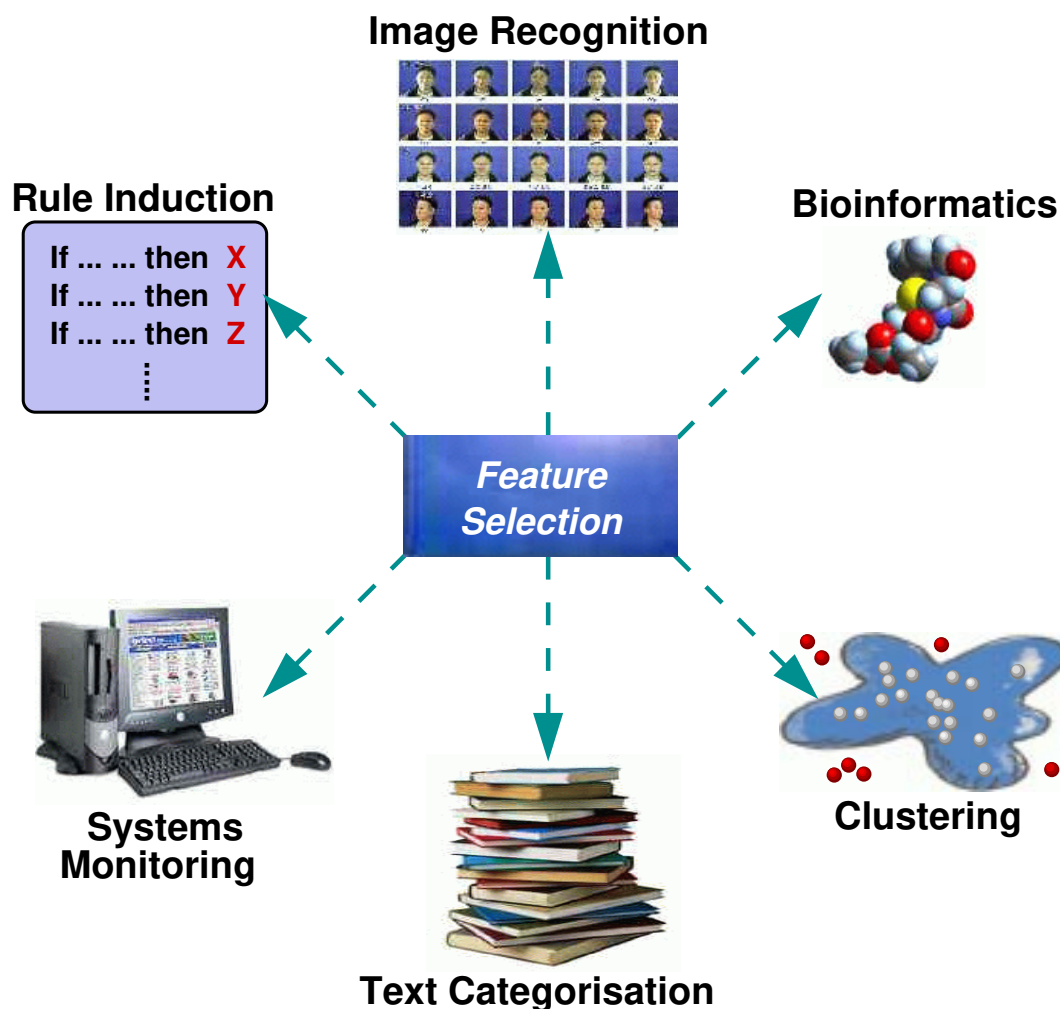 Image Recognition
Rule Induction
If ... ... then X
If ... ... then Y
If ... ... then Z
Bioinformatics
Feature
Selection
Systems
Monitoring
Clustering
Text Categorisation